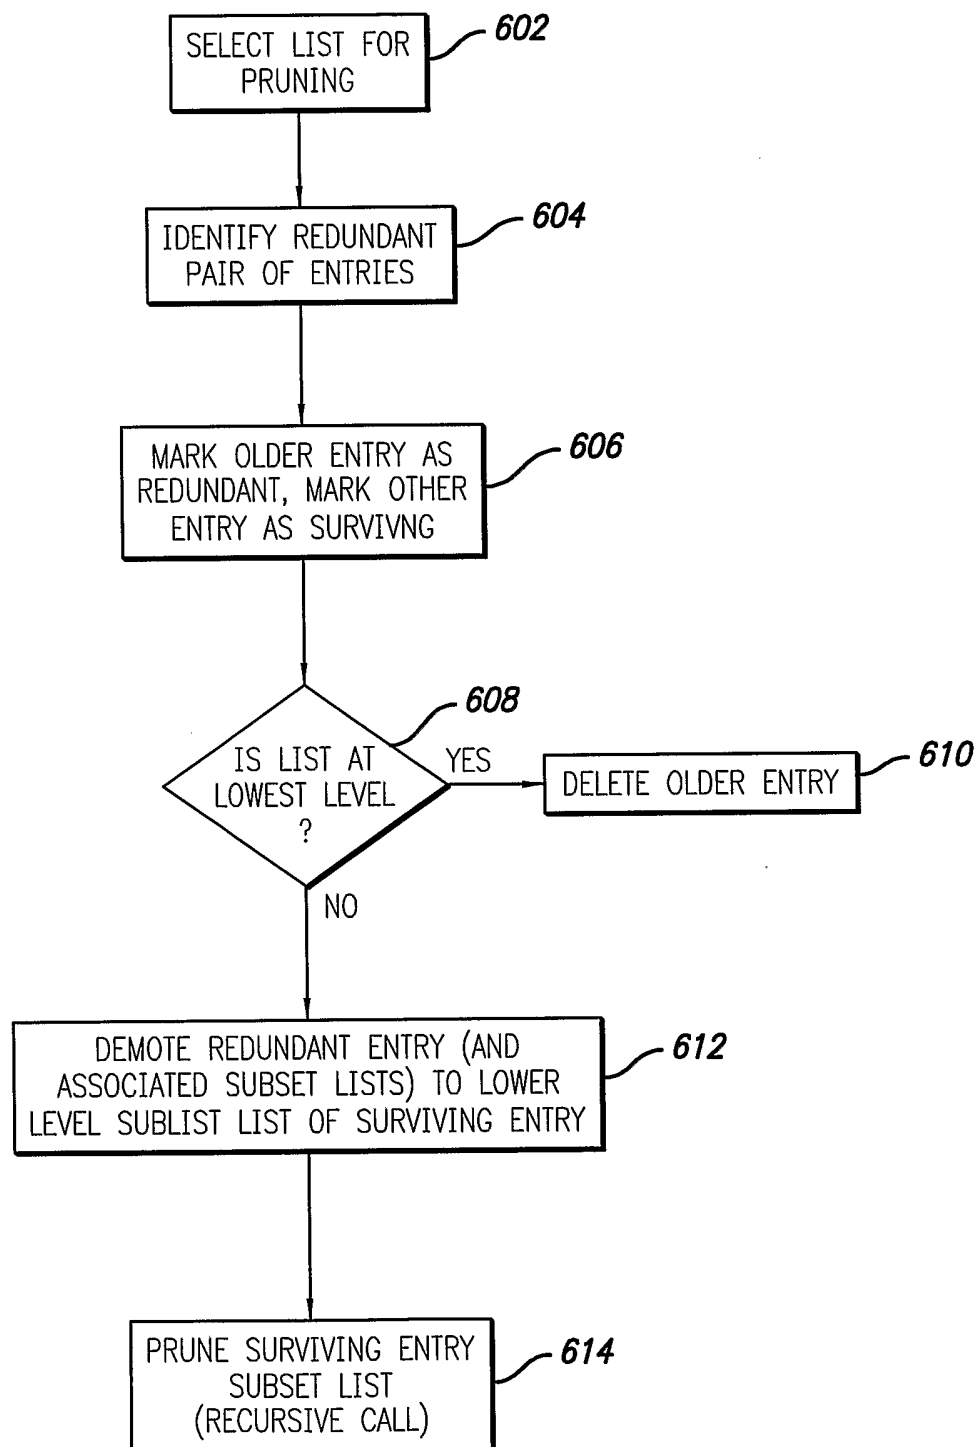 SELECT LIST FOR
PRUNING
602
IDENTIFY REDUNDANT
PAIR OF ENTRIES
604
MARK OLDER ENTRY AS
REDUNDANT, MARK OTHER
ENTRY AS SURVIVNG
606
IS LIST AT
LOWEST LEVEL
?
608
YES
DELETE OLDER ENTRY
610
NO
DEMOTE REDUNDANT ENTRY (AND
ASSOCIATED SUBSET LISTS) TO LOWER
LEVEL SUBLIST LIST OF SURVIVING ENTRY
612
PRUNE SURVIVING ENTRY
SUBSET LIST
(RECURSIVE CALL)
614